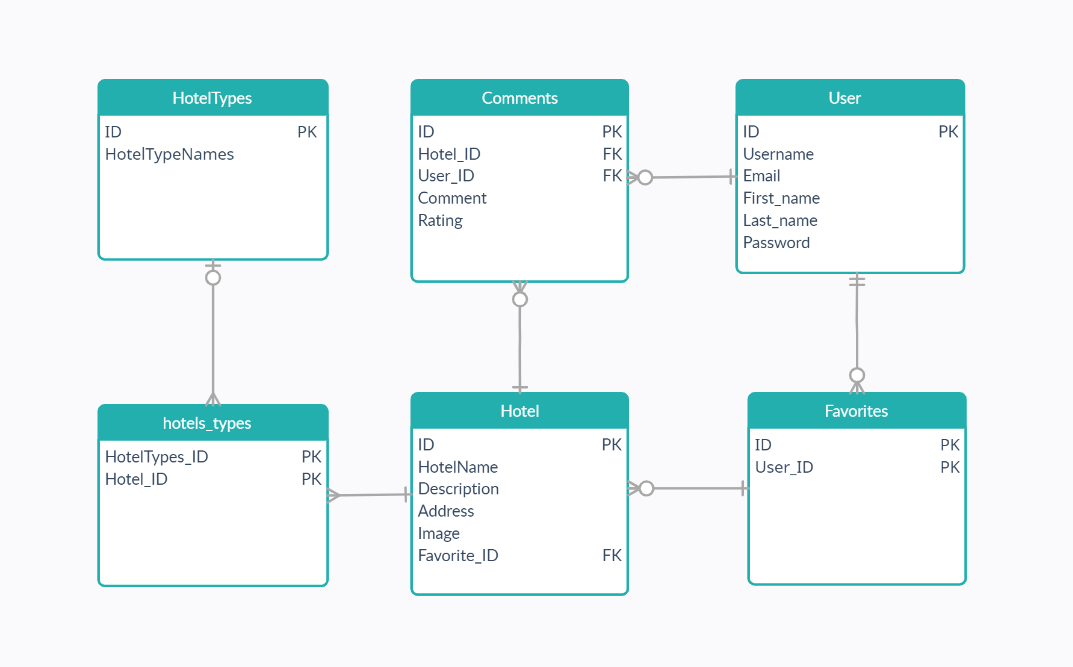 HotelTypes
ID PK
HotelTypeNames
Comments
ID PK
Hotel_ID FK
User_ID FK
Comment
Rating
User
ID PK
Username
Email
First_name
Last_name
Password
hotels_types
HotelTypes_ID PK
Hotel_ID PK
Hotel
ID PK
HotelName
Description
Address
Image
Favorite_ID FK
Favorites
ID PK
User_ID PK